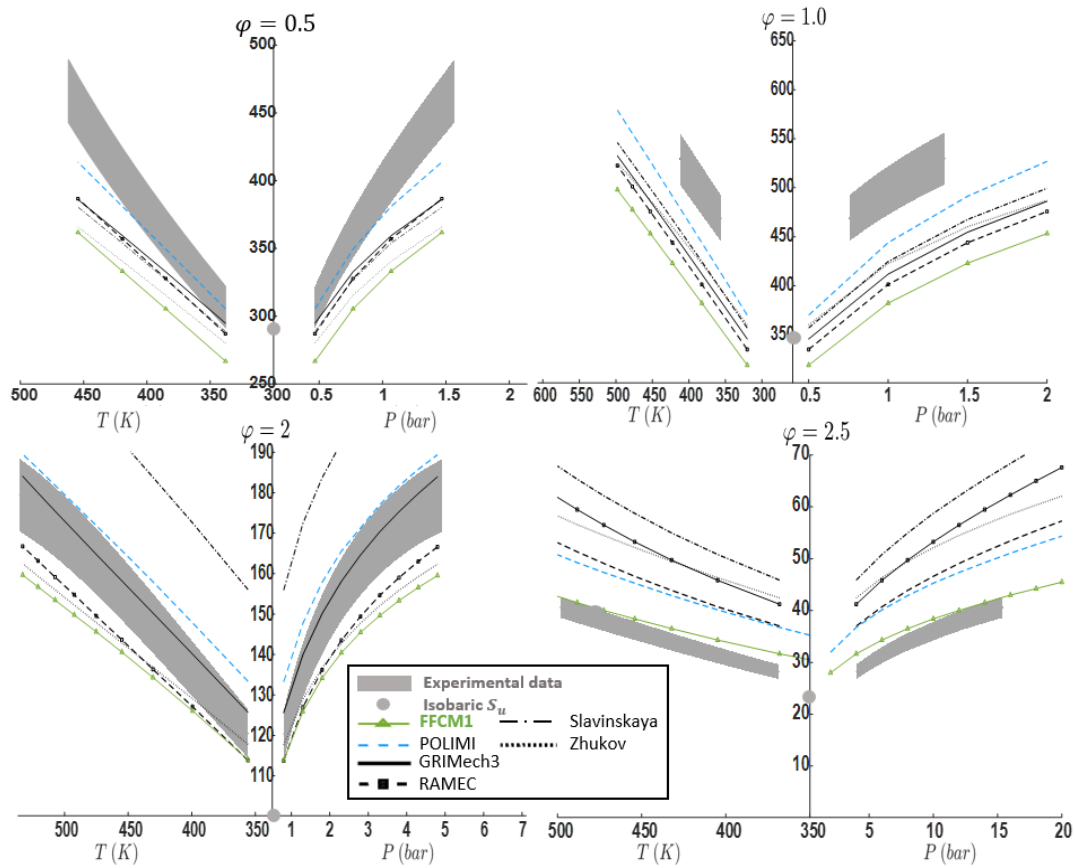 φ = 0.5
500
450
400
350
300
250
500 450 400 350 300 0.5 1 1.5 2
T (K) P (bar)
φ = 1.0
650
600
550
500
450
400
350
600 550 500 450 400 350 300 0.5 1 1.5 2
T (K) P (bar)
φ = 2
190
180
170
160
150
140
130
120
110
500 450 400 350 1 2 3 4 5 6 7
T (K) P (bar)
φ = 2.5
70
60
50
40
30
20
10
500 450 400 350 5 10 15 20
T (K) P (bar)
Experimental data
Isobaric Su
FFCM1 Slavinskaya
POLIMI Zhukov
GRIMech3
RAMEC